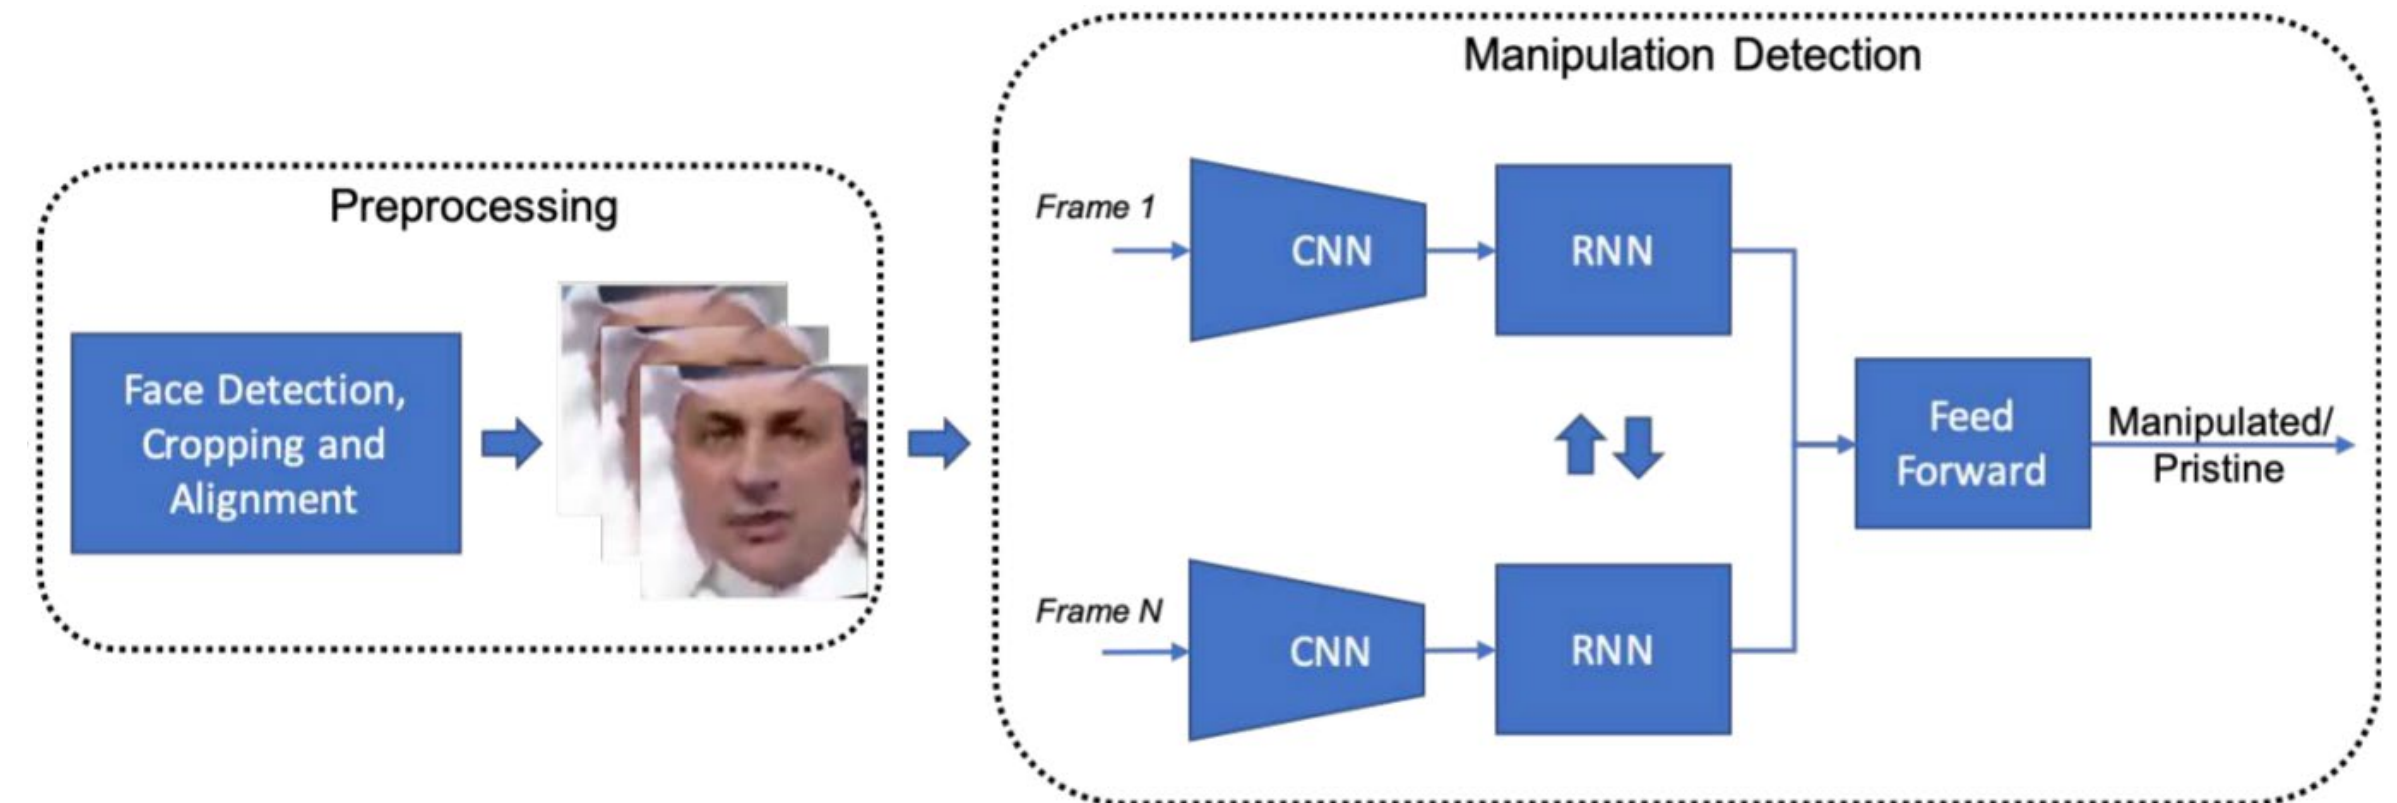 Preprocessing
Face Detection,
Cropping and
Alignment
Manipulation Detection
Frame 1
CNN
RNN
Frame N
CNN
RNN
Feed
Forward
Manipulated/
Pristine